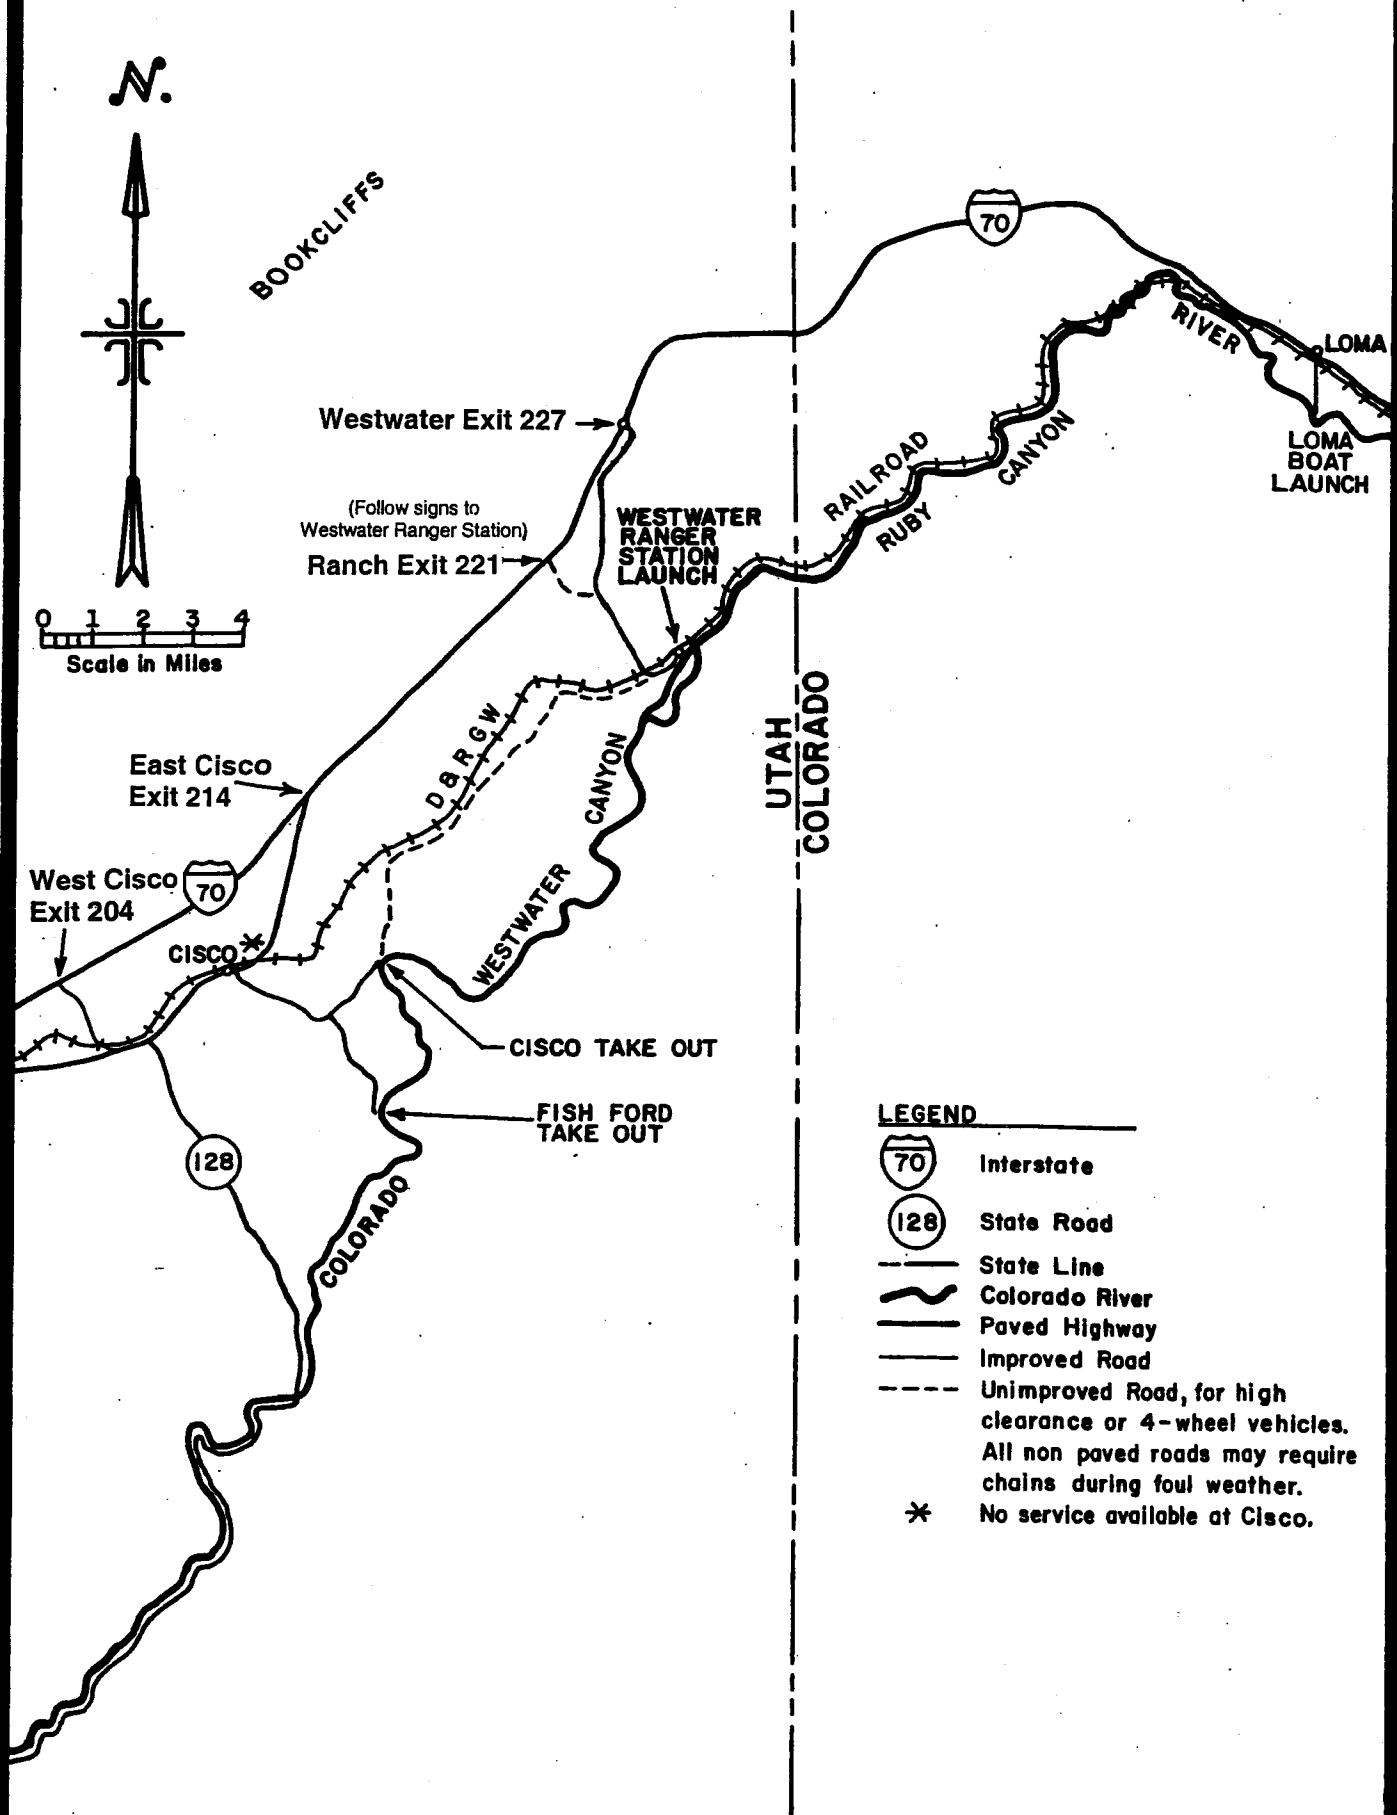 N.
BOOKCLIFFS
70
RIVER
LOMA
LOMA
BOAT
LAUNCH
Westwater Exit 227
RAILROAD
RUBY
CANYON
(Follow signs to
Westwater Ranger Station)
Ranch Exit 221
WESTWATER
RANGER
STATION
LAUNCH
0 1 2 3 4
Scale in Miles
UTAH
COLORADO
D & R G W
East Cisco
Exit 214
CANYON
WESTWATER
West Cisco
Exit 204
70
CISCO *
CISCO TAKE OUT
FISH FORD
TAKE OUT
128
COLORADO
LEGEND
70 Interstate
128 State Road
State Line
Colorado River
Paved Highway
Improved Road
Unimproved Road, for high
clearance or 4-wheel vehicles.
All non paved roads may require
chains during foul weather.
* No service available at Cisco.